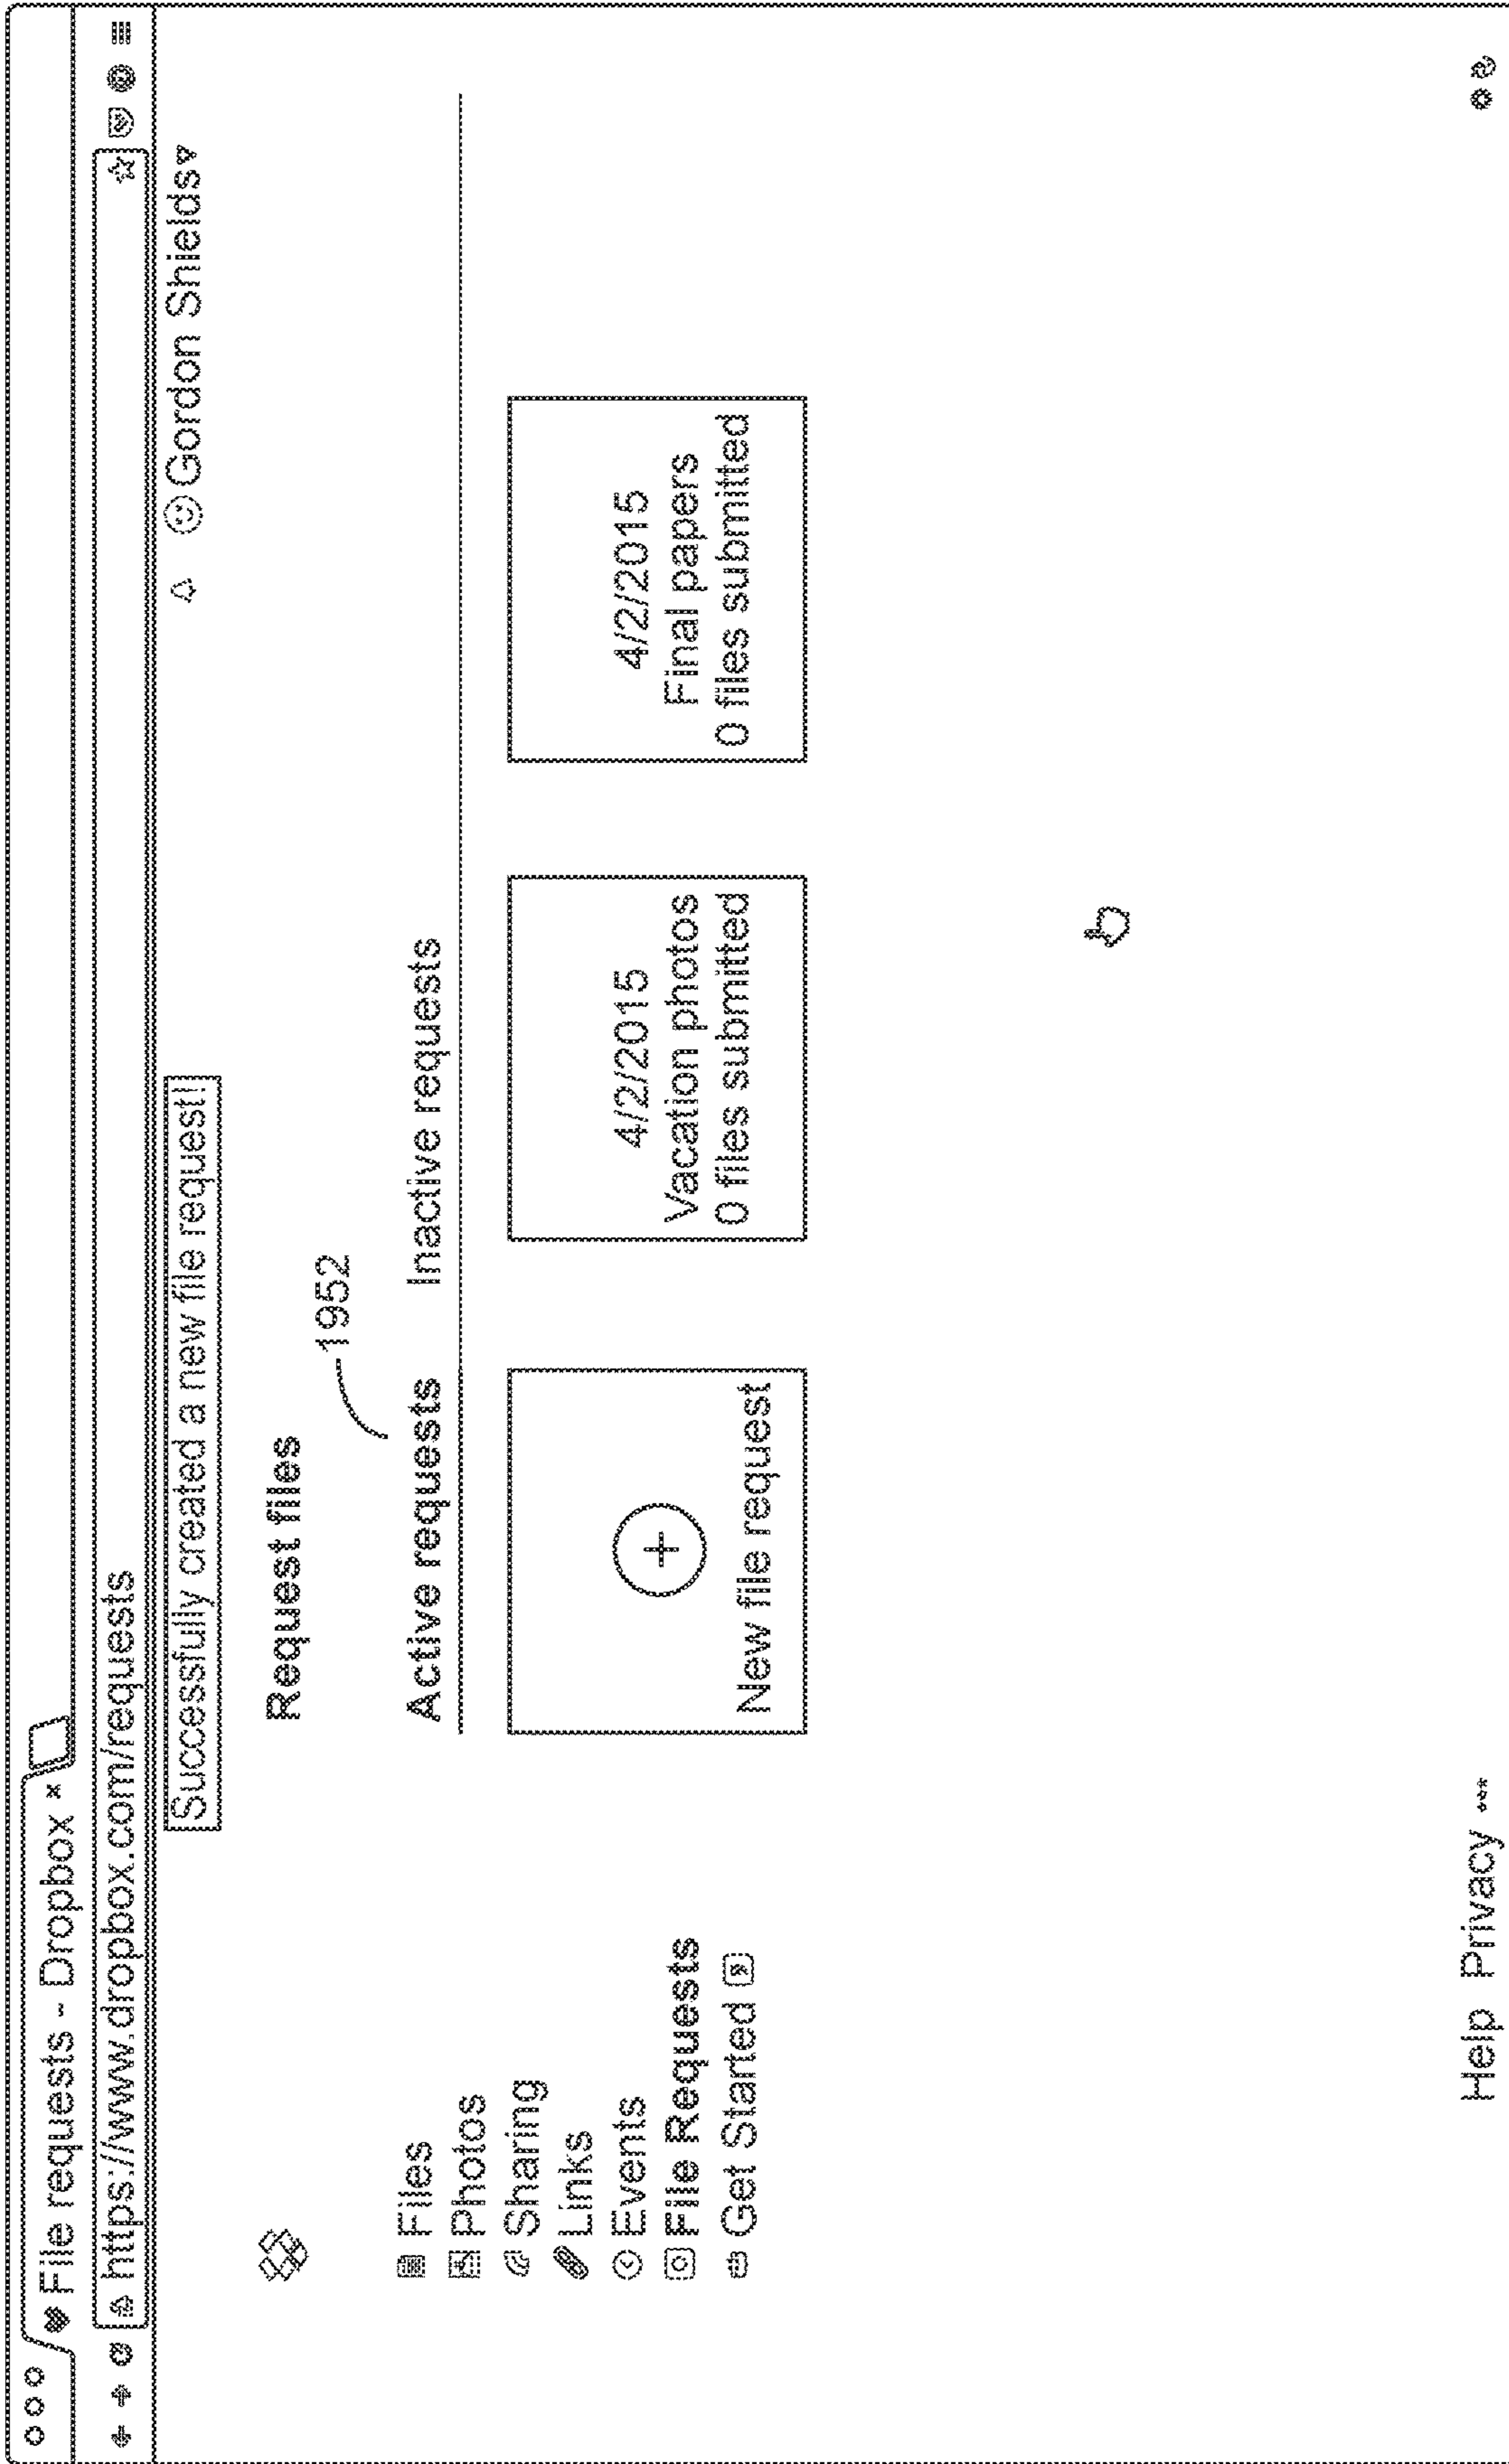 File requests - Dropbox ×
https://www.dropbox.com/requests
Successfully created a new file request!
Gordon Shields
Request files
1952
Active requests Inactive requests
Files
Photos
Sharing
Links
Events
File Requests
Get Started
+
New file request
4/2/2015
Vacation photos
0 files submitted
4/2/2015
Final papers
0 files submitted
Help Privacy